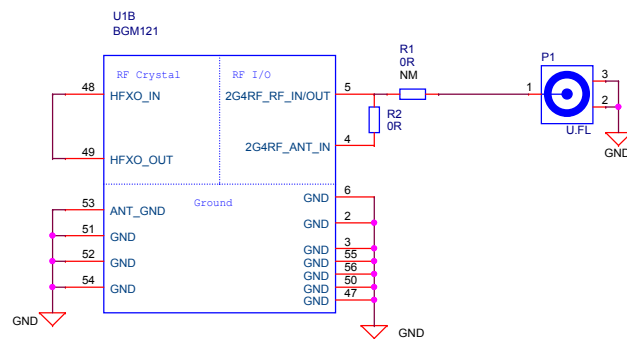 U1B
BGM121
RF Crystal
RF I/O
48
HFXO_IN
49
HFXO_OUT
5
2G4RF_RF_IN/OUT
4
2G4RF_ANT_IN
R1
0R
NM
R2
0R
P1
1
3
2
U.FL
GND
Ground
53
ANT_GND
51
GND
52
GND
54
GND
6
GND
2
GND
3
GND
55
GND
56
GND
50
GND
47
GND
GND
GND